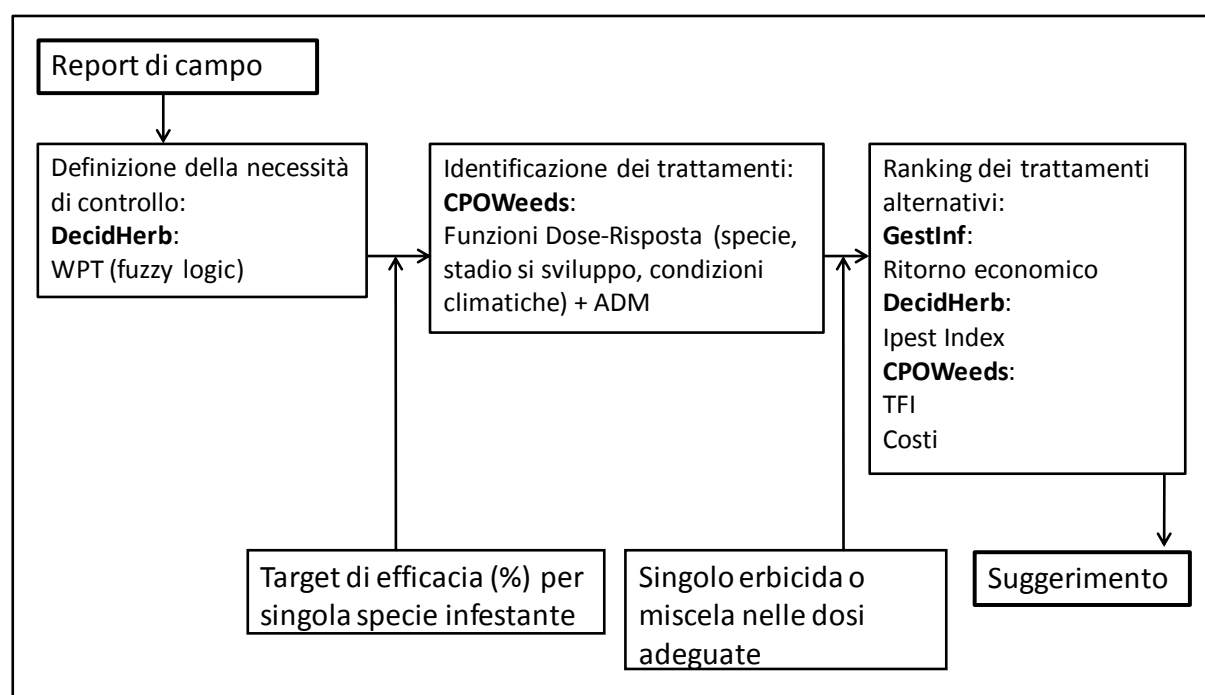 Report di campo
Definizione della necessità
di controllo:
DecidHerb:
WPT (fuzzy logic)
Identificazione dei trattamenti:
CPOWeeds:
Funzioni Dose-Risposta (specie,
stadio si sviluppo, condizioni
climatiche) + ADM
Ranking dei trattamenti
alternativi:
GestInf:
Ritorno economico
DecidHerb:
Ipest Index
CPOWeeds:
TFI
Costi
Target di efficacia (%) per
singola specie infestante
Singolo erbicida o
miscela nelle dosi
adeguate
Suggerimento